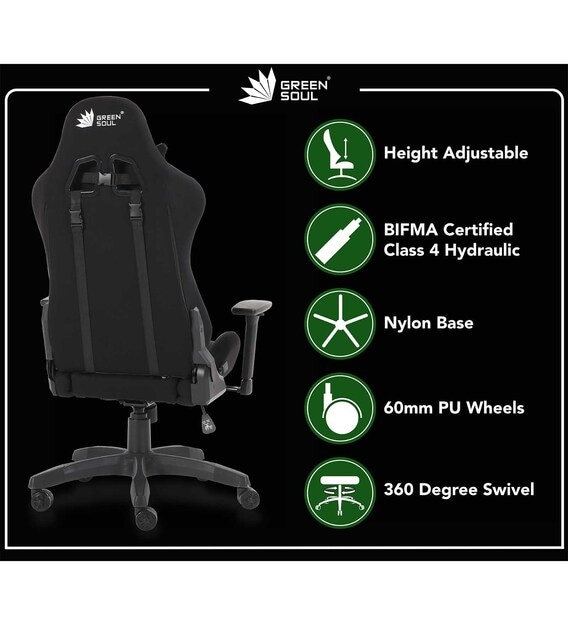 GREEN
SOUL
GREEN
SOUL
Height Adjustable
BIFMA Certified
Class 4 Hydraulic
Nylon Base
60mm PU Wheels
360 Degree Swivel